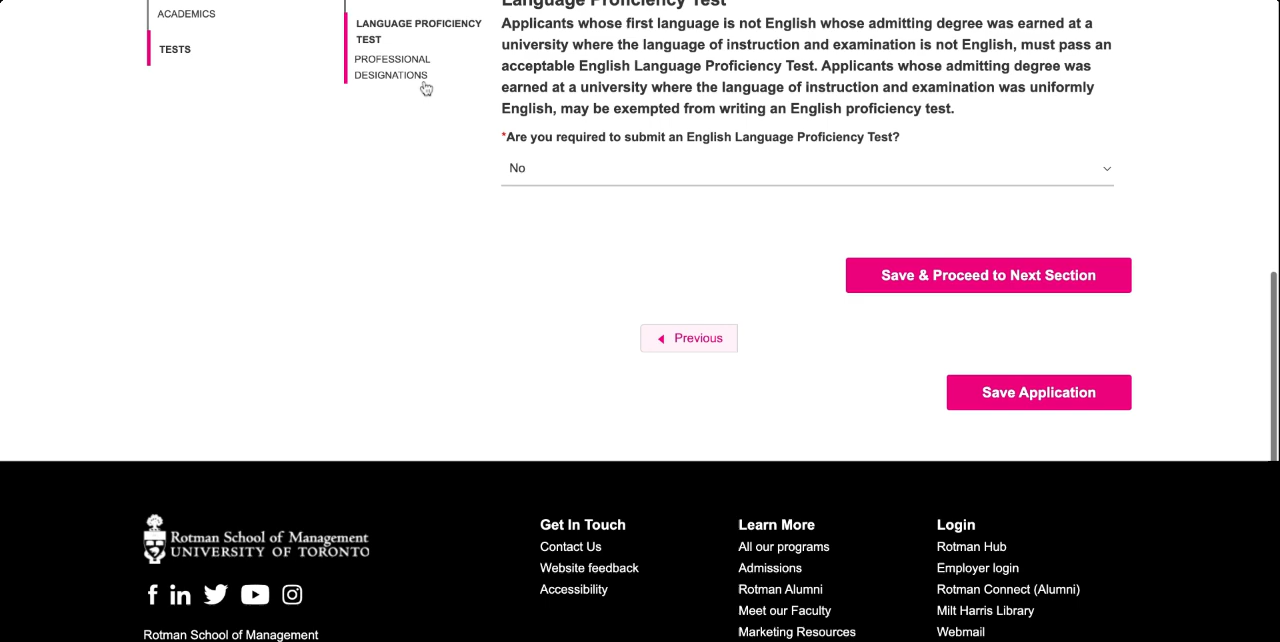 ACADEMICS
TESTS
LANGUAGE PROFICIENCY
TEST
PROFESSIONAL
DESIGNATIONS
Language Proficiency Test
Applicants whose first language is not English whose admitting degree was earned at a
university where the language of instruction and examination is not English, must pass an
acceptable English Language Proficiency Test. Applicants whose admitting degree was
earned at a university where the language of instruction and examination was uniformly
English, may be exempted from writing an English proficiency test.
*Are you required to submit an English Language Proficiency Test?
No
Save & Proceed to Next Section
Previous
Save Application
Rotman School of Management
UNIVERSITY OF TORONTO
Rotman School of Management
Get In Touch
Contact Us
Website feedback
Accessibility
Learn More
All our programs
Admissions
Rotman Alumni
Meet our Faculty
Marketing Resources
Login
Rotman Hub
Employer login
Rotman Connect (Alumni)
Milt Harris Library
Webmail